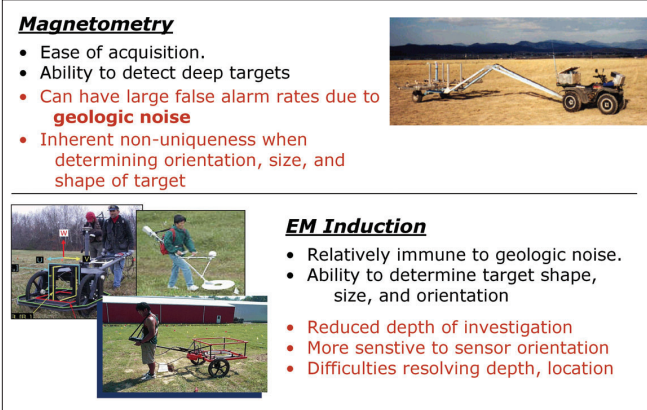 Magnetometry
• Ease of acquisition.
• Ability to detect deep targets
• Can have large false alarm rates due to
geologic noise
• Inherent non-uniqueness when
determining orientation, size, and
shape of target
EM Induction
• Relatively immune to geologic noise.
• Ability to determine target shape,
size, and orientation
• Reduced depth of investigation
• More senstive to sensor orientation
• Difficulties resolving depth, location
W
U
V